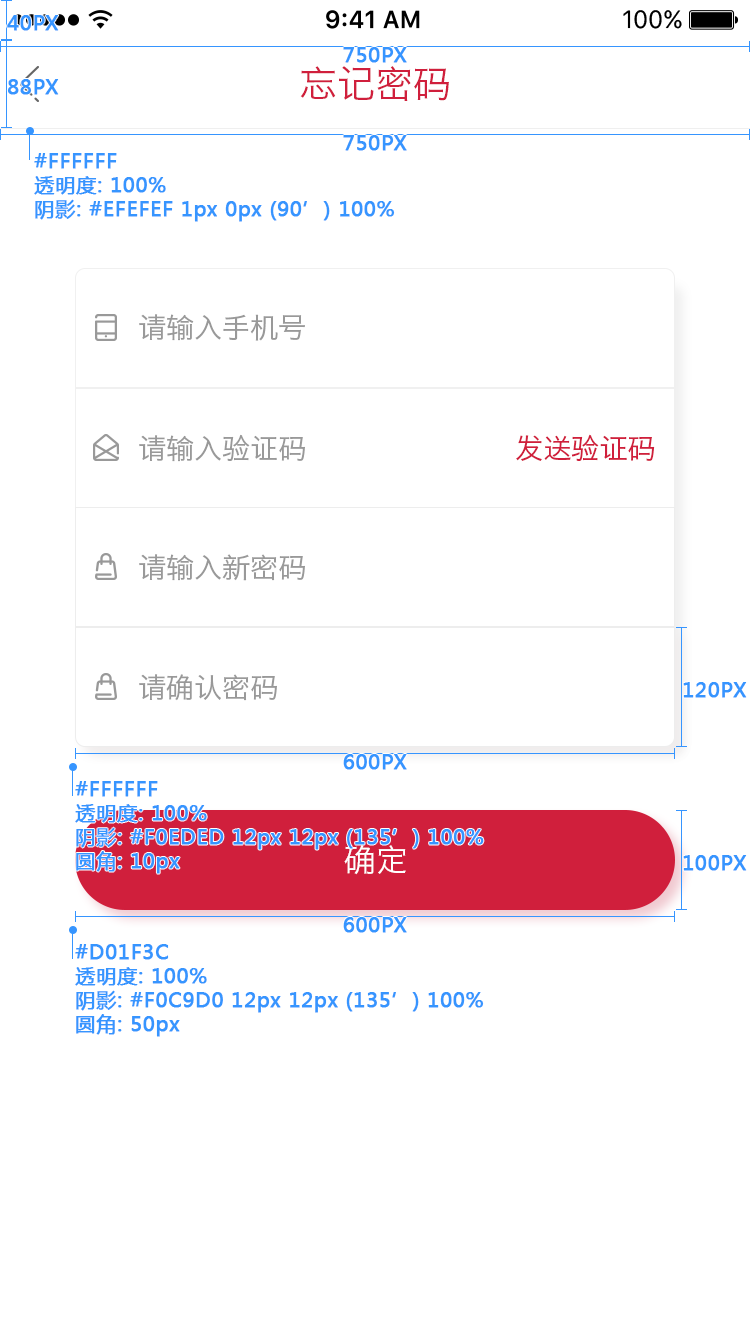 9:41 AM
100%
40PX
750PX
88PX
忘记密码
750PX
#FFFFFF
透明度: 100%
阴影: #EFEFEF 1px 0px (90′) 100%
请输入手机号
请输入验证码
发送验证码
请输入新密码
请确认密码
120PX
600PX
#FFFFFF
透明度: 100%
阴影: #F0EDED 12px 12px (135′) 100%
圆角: 10px
确定
100PX
600PX
#D01F3C
透明度: 100%
阴影: #F0C9D0 12px 12px (135′) 100%
圆角: 50px